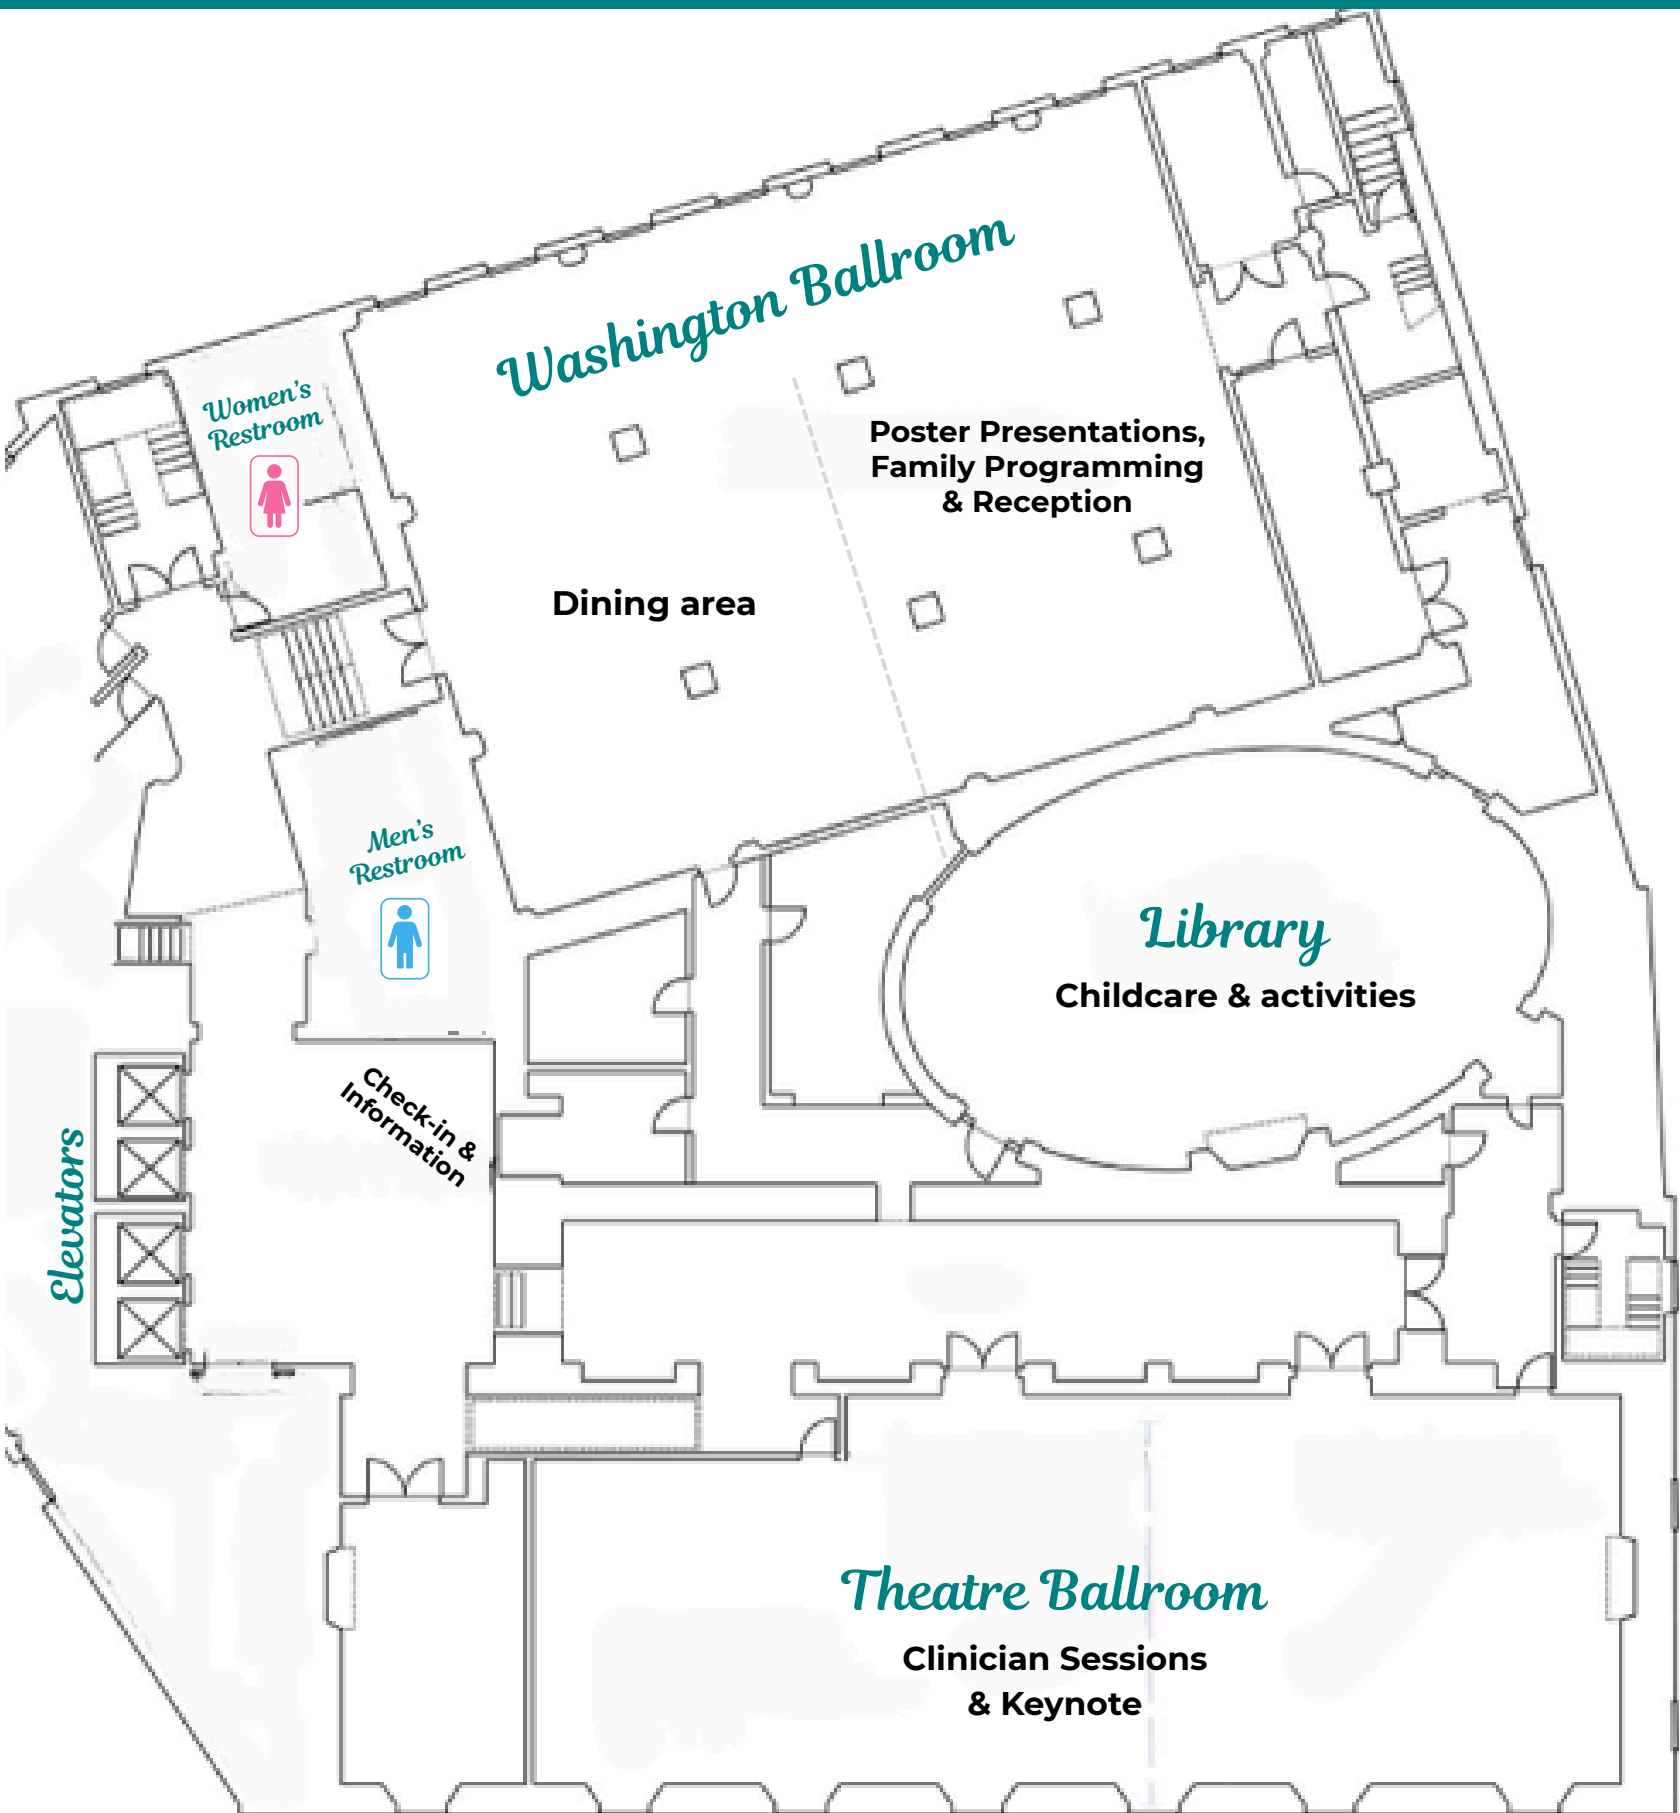 Washington Ballroom
Women's
Restroom
Poster Presentations,
Family Programming
& Reception
Dining area
Men's
Restroom
Library
Childcare & activities
Check-in &
Information
Elevators
Theatre Ballroom
Clinician Sessions
& Keynote